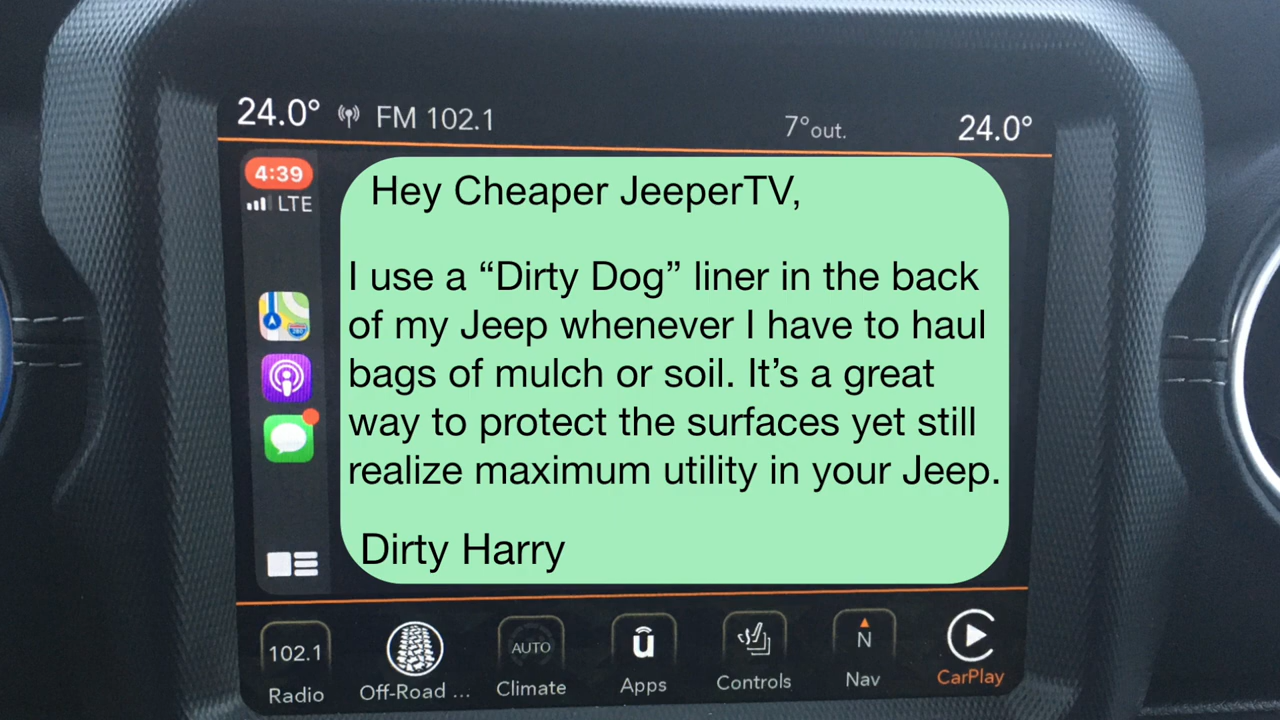 24.0° FM 102.1 7°out. 24.0°
4:39
LTE
Hey Cheaper JeeperTV,
I use a “Dirty Dog” liner in the back
of my Jeep whenever I have to haul
bags of mulch or soil. It’s a great
way to protect the surfaces yet still
realize maximum utility in your Jeep.
Dirty Harry
102.1 AUTO û N
Radio Off-Road ... Climate Apps Controls Nav CarPlay